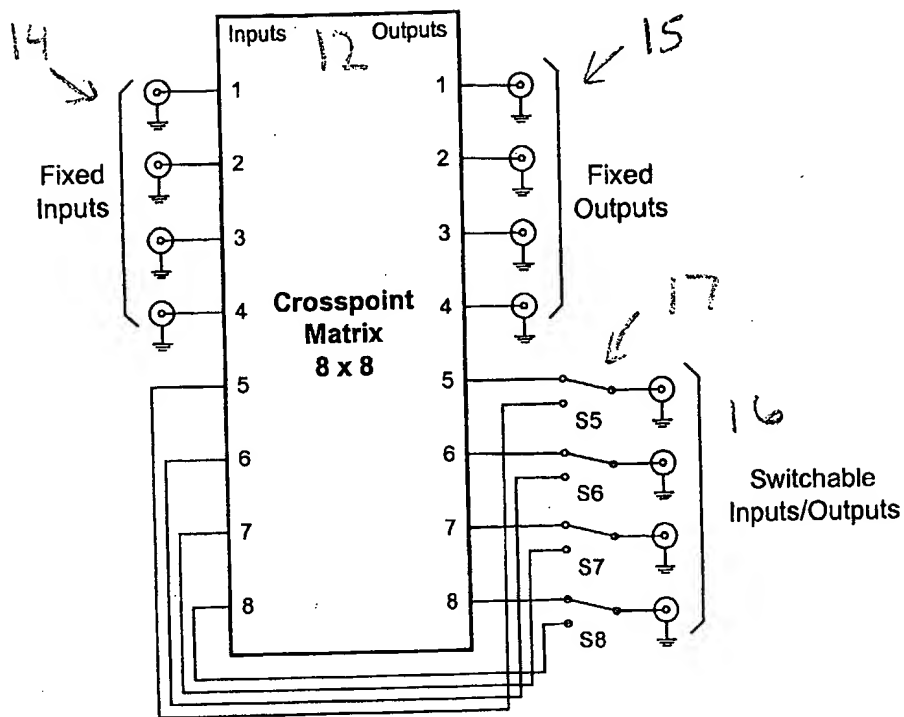 14
Inputs 12 Outputs
15
1
2
3
4
5
6
7
8
Fixed
Inputs
Crosspoint
Matrix
8 x 8
1
2
3
4
5
6
7
8
Fixed
Outputs
17
S5
S6
S7
S8
16
Switchable
Inputs/Outputs